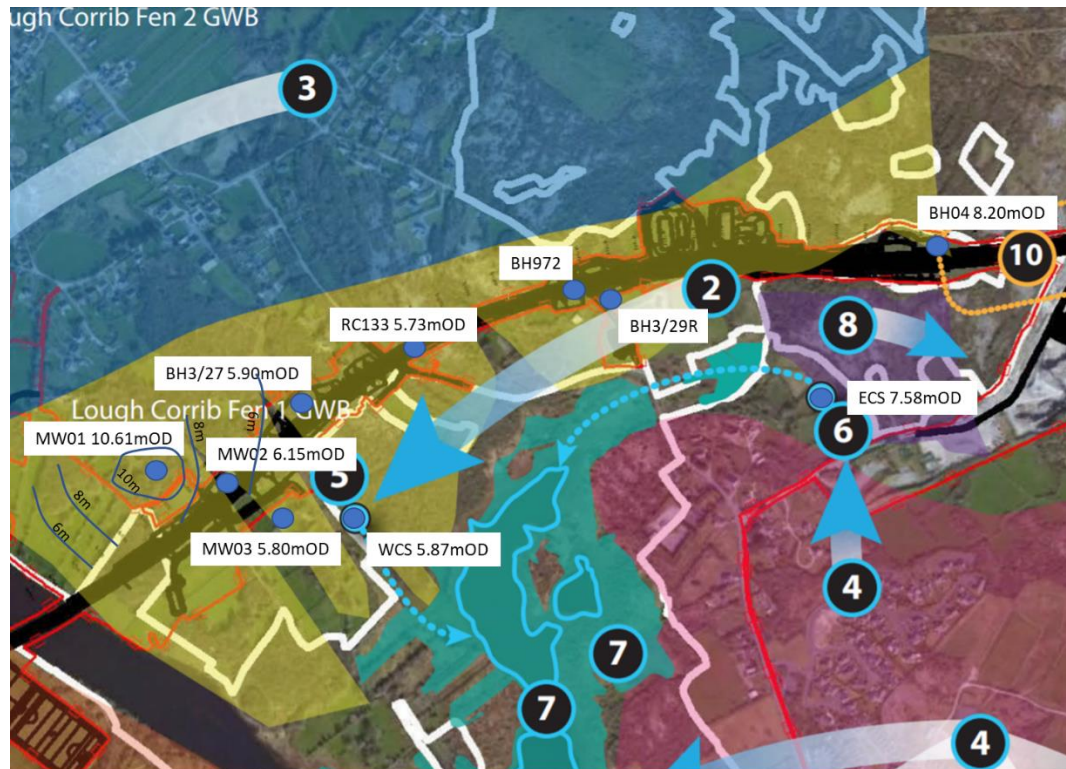 ugh Corrib Fen 2 GWB
3
BH04 8.20mOD
10
BH972
2
RC133 5.73mOD
BH3/29R
8
BH3/27 5.90mOD
ECS 7.58mOD
Lough Corrib Fen 1 GWB
6m
8m
MW01 10.61mOD
MW02 6.15mOD
6
10m
5
8m
6m
MW03 5.80mOD
WCS 5.87mOD
4
7
7
4